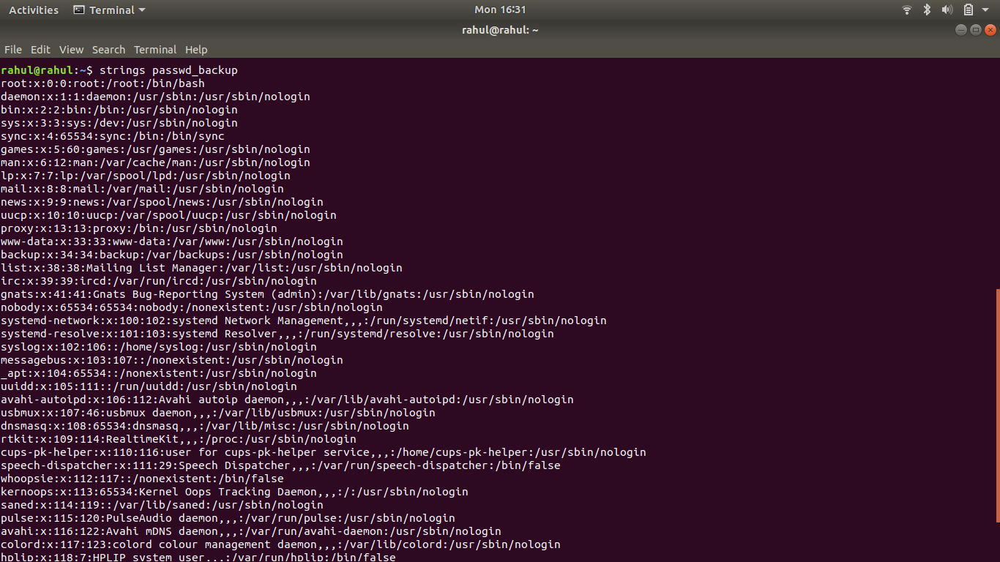 Activities Terminal Mon 16:31
rahul@rahul: ~
File Edit View Search Terminal Help
rahul@rahul:~$ strings passwd_backup
root:x:0:0:root:/root:/bin/bash
daemon:x:1:1:daemon:/usr/sbin:/usr/sbin/nologin
bin:x:2:2:bin:/bin:/usr/sbin/nologin
sys:x:3:3:sys:/dev:/usr/sbin/nologin
sync:x:4:65534:sync:/bin:/bin/sync
games:x:5:60:games:/usr/games:/usr/sbin/nologin
man:x:6:12:man:/var/cache/man:/usr/sbin/nologin
lp:x:7:7:lp:/var/spool/lpd:/usr/sbin/nologin
mail:x:8:8:mail:/var/mail:/usr/sbin/nologin
news:x:9:9:news:/var/spool/news:/usr/sbin/nologin
uucp:x:10:10:uucp:/var/spool/uucp:/usr/sbin/nologin
proxy:x:13:13:proxy:/bin:/usr/sbin/nologin
www-data:x:33:33:www-data:/var/www:/usr/sbin/nologin
backup:x:34:34:backup:/var/backups:/usr/sbin/nologin
list:x:38:38:Mailing List Manager:/var/list:/usr/sbin/nologin
irc:x:39:39:ircd:/var/run/ircd:/usr/sbin/nologin
gnats:x:41:41:Gnats Bug-Reporting System (admin):/var/lib/gnats:/usr/sbin/nologin
nobody:x:65534:65534:nobody:/nonexistent:/usr/sbin/nologin
systemd-network:x:100:102:systemd Network Management,,,:/run/systemd/netif:/usr/sbin/nologin
systemd-resolve:x:101:103:systemd Resolver,,,:/run/systemd/resolve:/usr/sbin/nologin
syslog:x:102:106::/home/syslog:/usr/sbin/nologin
messagebus:x:103:107::/nonexistent:/usr/sbin/nologin
_apt:x:104:65534::/nonexistent:/usr/sbin/nologin
uuidd:x:105:111::/run/uuidd:/usr/sbin/nologin
avahi-autoipd:x:106:112:Avahi autoip daemon,,,:/var/lib/avahi-autoipd:/usr/sbin/nologin
usbmux:x:107:46:usbmux daemon,,,:/var/lib/usbmux:/usr/sbin/nologin
dnsmasq:x:108:65534:dnsmasq,,,:/var/lib/misc:/usr/sbin/nologin
rtkit:x:109:114:RealtimeKit,,,:/proc:/usr/sbin/nologin
cups-pk-helper:x:110:116:user for cups-pk-helper service,,,:/home/cups-pk-helper:/usr/sbin/nologin
speech-dispatcher:x:111:29:Speech Dispatcher,,,:/var/run/speech-dispatcher:/bin/false
whoopsie:x:112:117::/nonexistent:/bin/false
kernoops:x:113:65534:Kernel Oops Tracking Daemon,,,:/:/usr/sbin/nologin
saned:x:114:119::/var/lib/saned:/usr/sbin/nologin
pulse:x:115:120:PulseAudio daemon,,,:/var/run/pulse:/usr/sbin/nologin
avahi:x:116:122:Avahi mDNS daemon,,,:/var/run/avahi-daemon:/usr/sbin/nologin
colord:x:117:123:colord colour management daemon,,,:/var/lib/colord:/usr/sbin/nologin
hplip:x:118:7:HPLIP system user,,,:/var/run/hplip:/bin/false